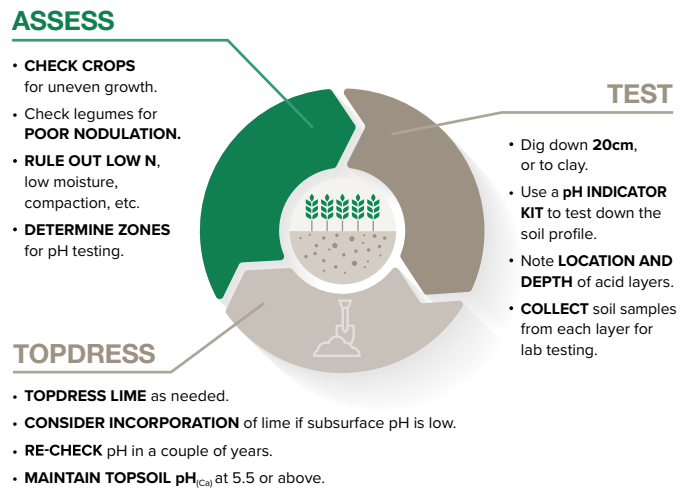 ASSESS
• CHECK CROPS
for uneven growth.
• Check legumes for
POOR NODULATION.
• RULE OUT LOW N,
low moisture,
compaction, etc.
• DETERMINE ZONES
for pH testing.
TEST
• Dig down 20cm,
or to clay.
• Use a pH INDICATOR
KIT to test down the
soil profile.
• Note LOCATION AND
DEPTH of acid layers.
• COLLECT soil samples
from each layer for
lab testing.
TOPDRESS
• TOPDRESS LIME as needed.
• CONSIDER INCORPORATION of lime if subsurface pH is low.
• RE-CHECK pH in a couple of years.
• MAINTAIN TOPSOIL pH(Ca) at 5.5 or above.